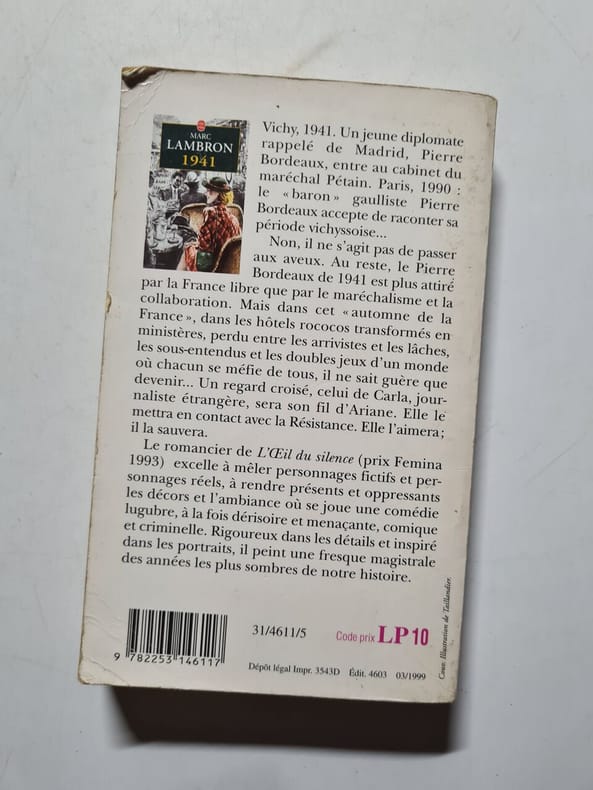 MARC
LAMBRON
1941
Vichy, 1941. Un jeune diplomate
rappelé de Madrid, Pierre
Bordeaux, entre au cabinet du
maréchal Pétain. Paris, 1990 :
le « baron » gaulliste Pierre
Bordeaux accepte de raconter sa
période vichyssoise...
Non, il ne s'agit pas de passer
aux aveux. Au reste, le Pierre
Bordeaux de 1941 est plus attiré
par la France libre que par le maréchalisme et la
collaboration. Mais dans cet « automne de la
France », dans les hôtels rococos transformés en
ministères, perdu entre les arrivistes et les lâches,
les sous-entendus et les doubles jeux d'un monde
où chacun se méfie de tous, il ne sait guère que
devenir... Un regard croisé, celui de Carla, jour-
naliste étrangère, sera son fil d'Ariane. Elle le
mettra en contact avec la Résistance. Elle l'aimera ;
il la sauvera.
Le romancier de L'Œil du silence (prix Femina
1993) excelle à mêler personnages fictifs et per-
sonnages réels, à rendre présents et oppressants
les décors et l'ambiance où se joue une comédie
lugubre, à la fois dérisoire et menaçante, comique
et criminelle. Rigoureux dans les détails et inspiré
dans les portraits, il peint une fresque magistrale
des années les plus sombres de notre histoire.
Couv. Illustration de Taillandier.
31/4611/5
Code prix LP 10
9 782253 146117
Dépôt légal Impr. 3543D Édit. 4603 03/1999